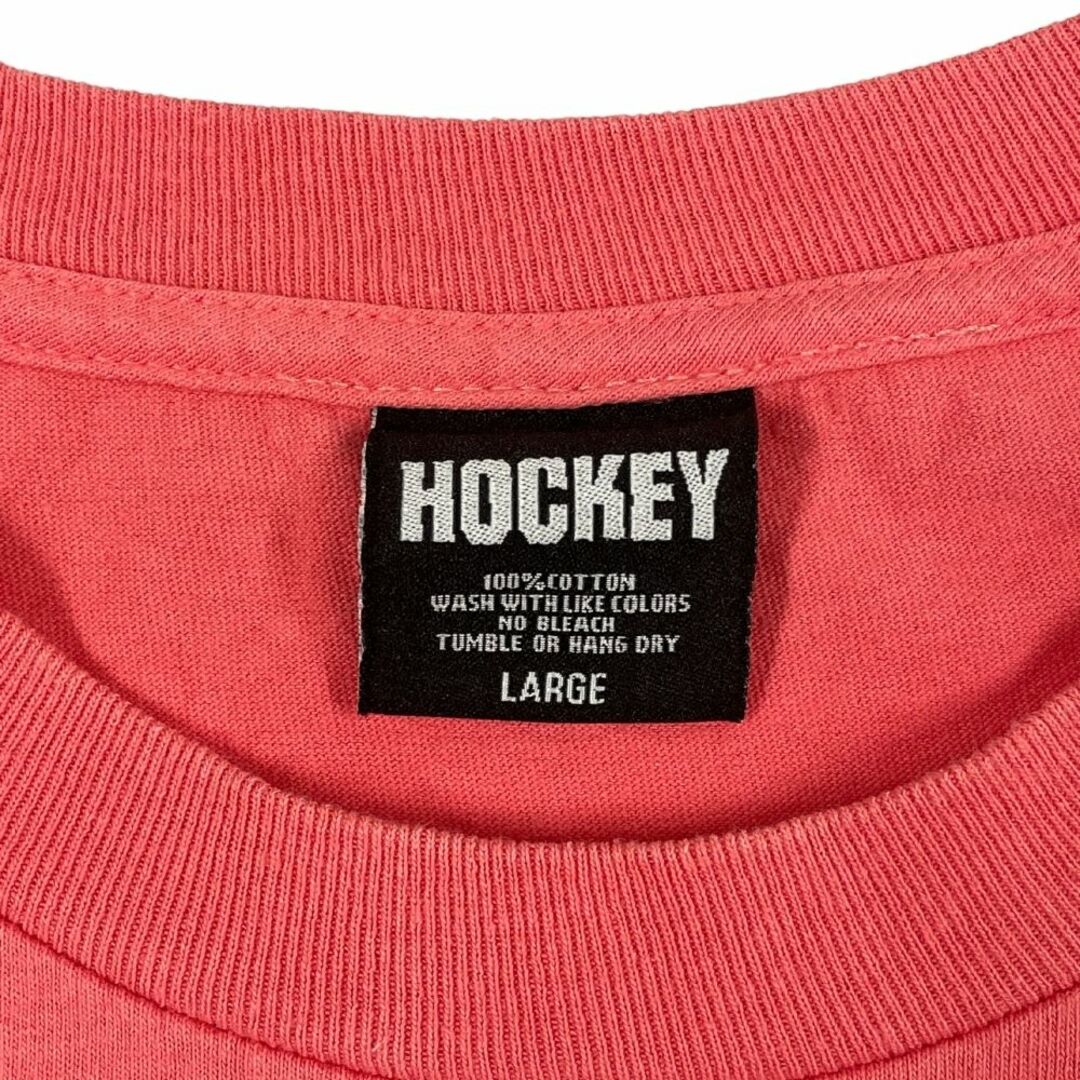 HOCKEY
100% COTTON
WASH WITH LIKE COLORS
NO BLEACH
TUMBLE OR HANG DRY
LARGE